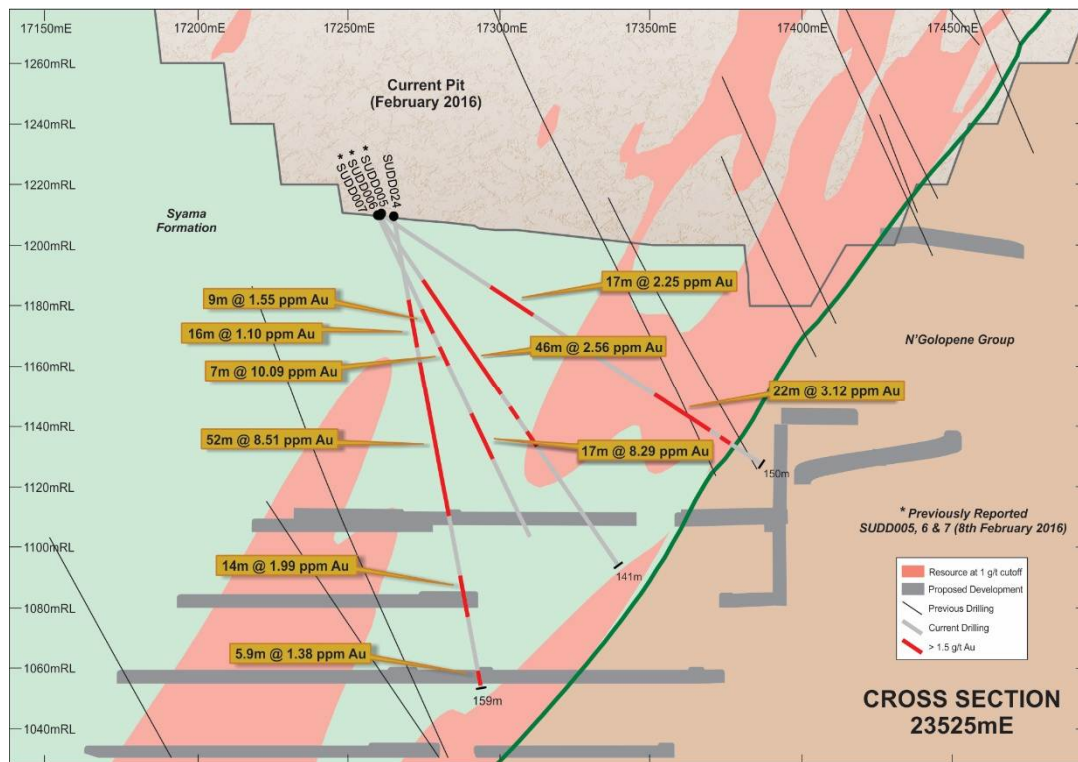 17150mE 17200mE 17250mE 17300mE 17350mE 17400mE 17450mE
1260mRL
1240mRL
1220mRL
1200mRL
1180mRL
1160mRL
1140mRL
1120mRL
1100mRL
1080mRL
1060mRL
1040mRL
Current Pit
(February 2016)
* SUDD007
* SUDD006
* SUDD005
SUDD024
Syama
Formation
N'Golopene Group
9m @ 1.55 ppm Au
16m @ 1.10 ppm Au
7m @ 10.09 ppm Au
52m @ 8.51 ppm Au
14m @ 1.99 ppm Au
5.9m @ 1.38 ppm Au
17m @ 2.25 ppm Au
46m @ 2.56 ppm Au
22m @ 3.12 ppm Au
17m @ 8.29 ppm Au
150m
141m
159m
* Previously Reported
SUDD005, 6 & 7 (8th February 2016)
Resource at 1 g/t cutoff
Proposed Development
Previous Drilling
Current Drilling
> 1.5 g/t Au
CROSS SECTION
23525mE